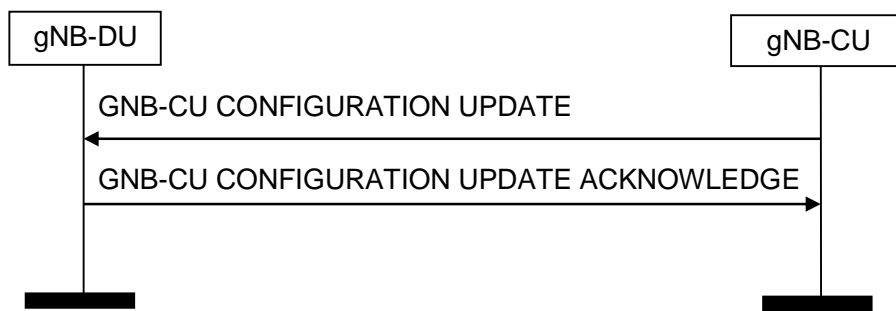 gNB-DU
gNB-CU
GNB-CU CONFIGURATION UPDATE
GNB-CU CONFIGURATION UPDATE ACKNOWLEDGE